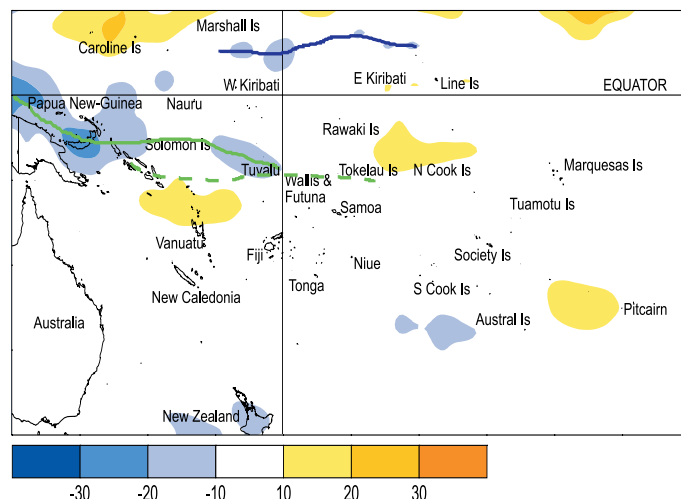 Marshall Is
Caroline Is
W Kiribati
E Kiribati
Line Is
EQUATOR
Papua New-Guinea
Nauru
Rawaki Is
Solomon Is
Tuvalu
Tokelau Is
N Cook Is
Marquesas Is
Wallis &
Futuna
Samoa
Tuamotu Is
Vanuatu
Fiji
Niue
Society Is
New Caledonia
Tonga
S Cook Is
Pitcairn
Australia
Austral Is
New Zealand
-30 -20 -10 10 20 30